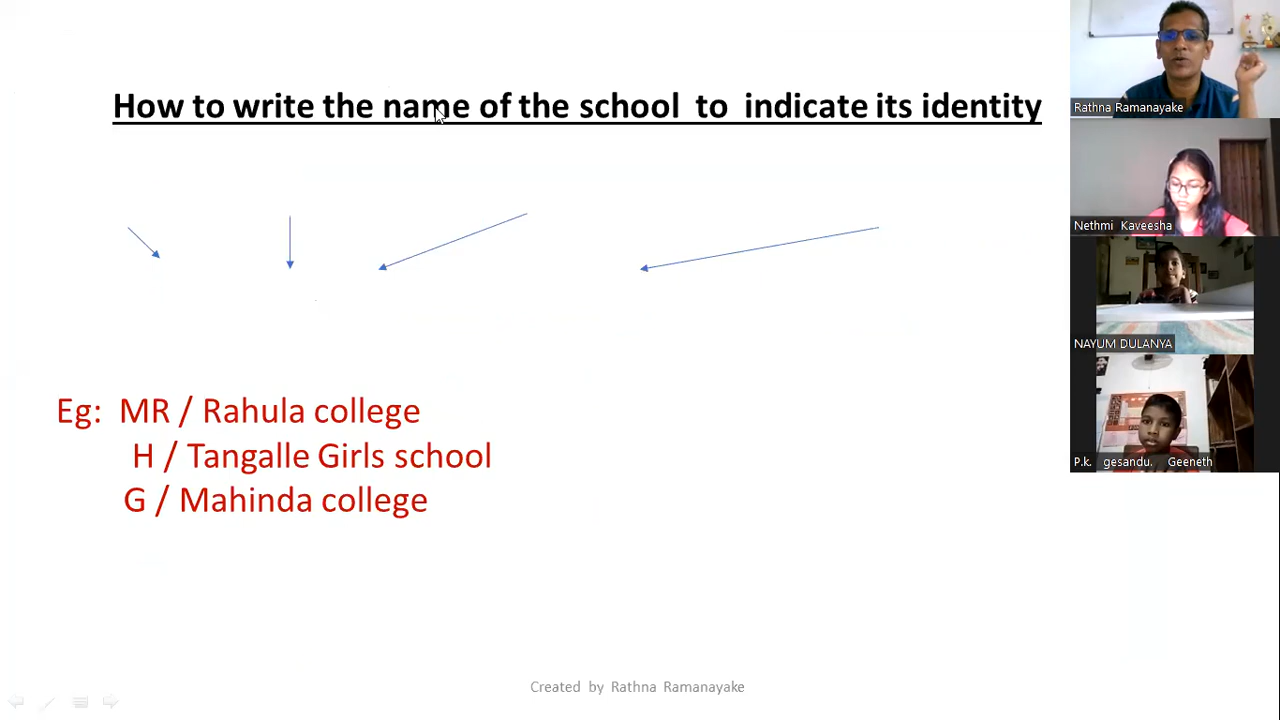 How to write the name of the school to indicate its identity
Eg: MR / Rahula college
H / Tangalle Girls school
G / Mahinda college
Created by Rathna Ramanayake
Rathna Ramanayake
Nethmi Kaveesha
NAYUM DULANYA
P.k. gesandu. Geeneth